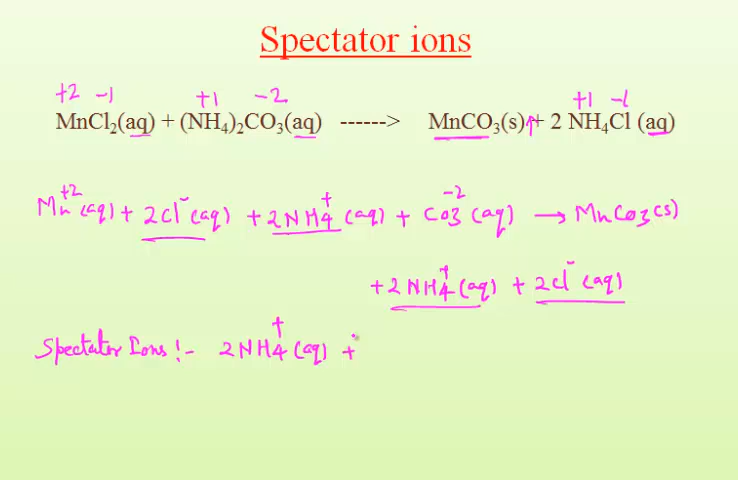 Spectator ions
+2 -1 +1 -2 +1 -1
MnCl₂(aq) + (NH₄)₂CO₃(aq) ------> MnCO₃(s)↑+ 2 NH₄Cl (aq)
Mn⁺² (aq) + 2Cl⁻ (aq) + 2NH₄⁺ (aq) + CO₃⁻² (aq) → MnCO₃(s)
+ 2NH₄⁺ (aq) + 2Cl⁻ (aq)
Spectator Ions :- 2NH₄⁺ (aq) +